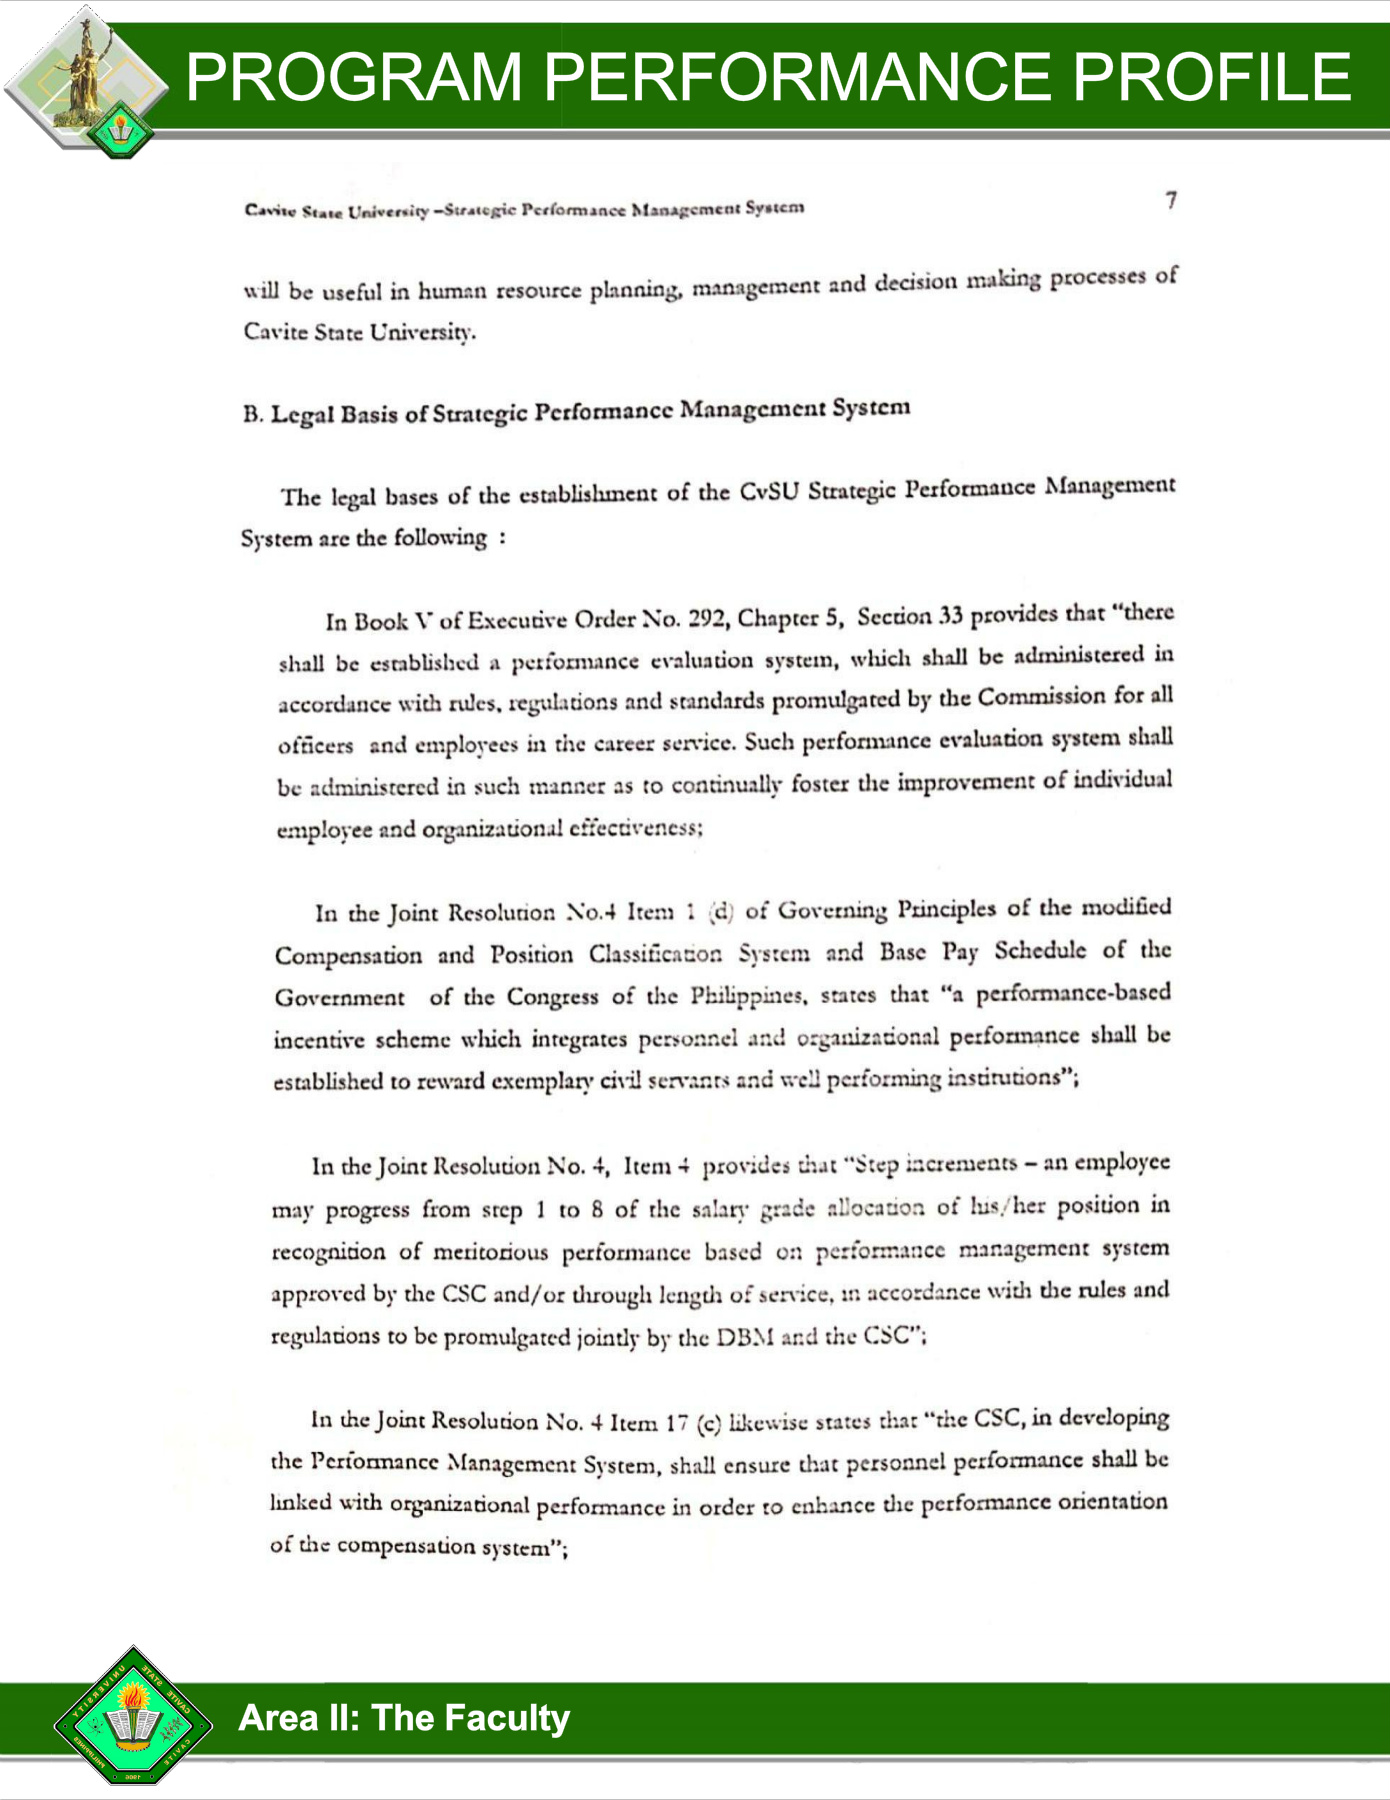 PROGRAM PERFORMANCE PROFILE
Cavite State University –Strategic Performance Management System 7
will be useful in human resource planning, management and decision making processes of
Cavite State University.
B. Legal Basis of Strategic Performance Management System
The legal bases of the establishment of the CvSU Strategic Performance Management
System are the following :
In Book V of Executive Order No. 292, Chapter 5, Section 33 provides that “there
shall be established a performance evaluation system, which shall be administered in
accordance with rules, regulations and standards promulgated by the Commission for all
officers and employees in the career service. Such performance evaluation system shall
be administered in such manner as to continually foster the improvement of individual
employee and organizational effectiveness;
In the Joint Resolution No.4 Item 1 (d) of Governing Principles of the modified
Compensation and Position Classification System and Base Pay Schedule of the
Government of the Congress of the Philippines, states that “a performance-based
incentive scheme which integrates personnel and organizational performance shall be
established to reward exemplary civil servants and well performing institutions”;
In the Joint Resolution No. 4, Item 4 provides that “Step increments – an employee
may progress from step 1 to 8 of the salary grade allocation of his/her position in
recognition of meritorious performance based on performance management system
approved by the CSC and/or through length of service, in accordance with the rules and
regulations to be promulgated jointly by the DBM and the CSC”;
In the Joint Resolution No. 4 Item 17 (c) likewise states that “the CSC, in developing
the Performance Management System, shall ensure that personnel performance shall be
linked with organizational performance in order to enhance the performance orientation
of the compensation system”;
CAVITE STATE UNIVERSITY
CAVITE
PHILIPPINES
1906
Area II: The Faculty